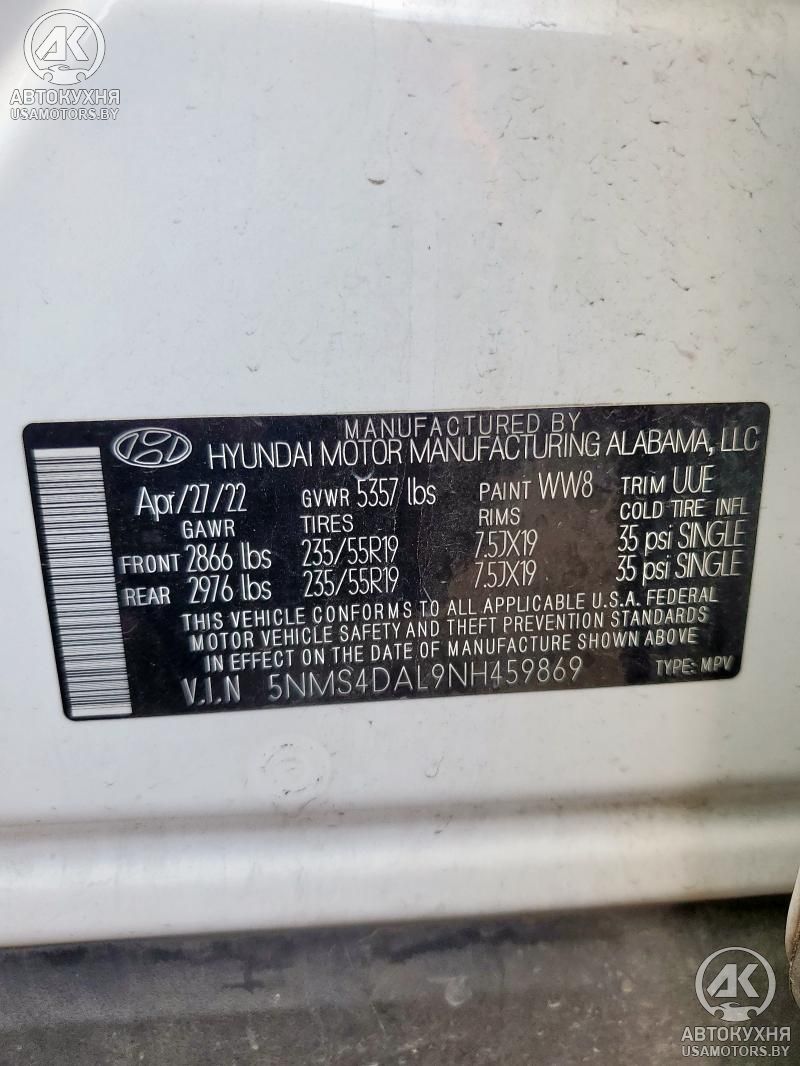 AK
АВТОКУХНЯ
USAMOTORS.BY
MANUFACTURED BY
HYUNDAI MOTOR MANUFACTURING ALABAMA, LLC
Apr/27/22 GVWR 5357 lbs PAINT WW8 TRIM UUE
GAWR TIRES RIMS COLD TIRE INFL
FRONT 2866 lbs 235/55R19 7.5JX19 35 psi SINGLE
REAR 2976 lbs 235/55R19 7.5JX19 35 psi SINGLE
THIS VEHICLE CONFORMS TO ALL APPLICABLE U.S.A. FEDERAL
MOTOR VEHICLE SAFETY AND THEFT PREVENTION STANDARDS
IN EFFECT ON THE DATE OF MANUFACTURE SHOWN ABOVE
V.I.N 5NMS4DAL9NH459869 TYPE: MPV
AK
АВТОКУХНЯ
USAMOTORS.BY